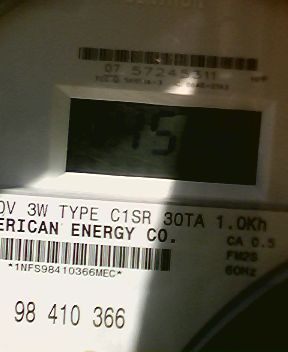 07 57245311
15
0V 3W TYPE C1SR 30TA 1.0Kh
ERICAN ENERGY CO. CA 0.5
FM2S
60Hz
*1NFS98410366MEC*
98 410 366